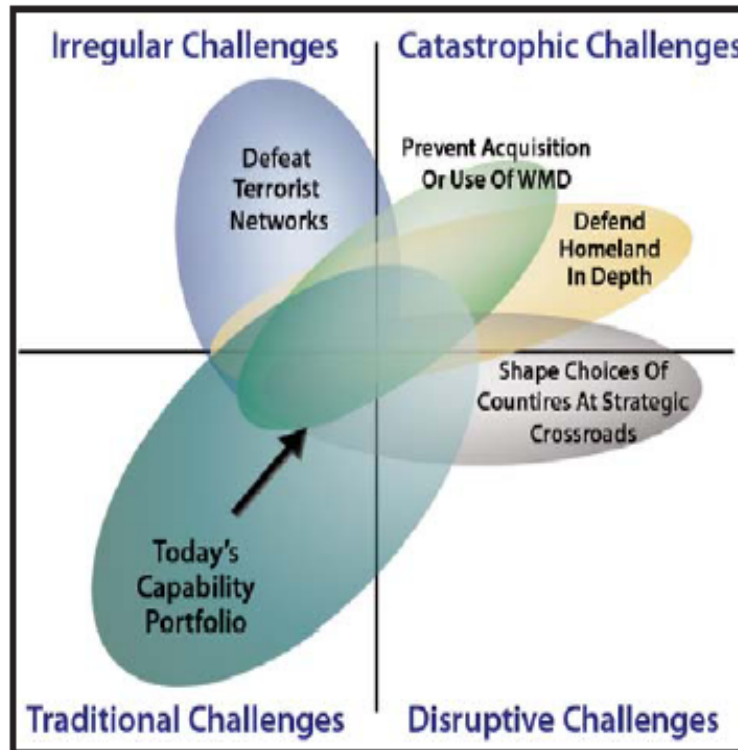 Irregular Challenges
Catastrophic Challenges
Defeat
Terrorist
Networks
Prevent Acquisition
Or Use Of WMD
Defend
Homeland
In Depth
Shape Choices Of
Countires At Strategic
Crossroads
Today's
Capability
Portfolio
Traditional Challenges
Disruptive Challenges